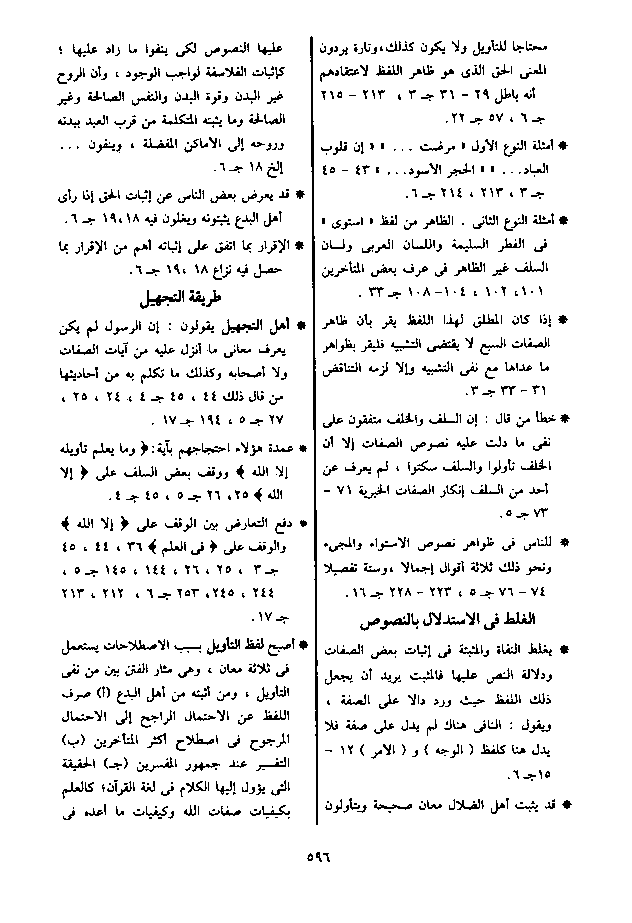 محتاجا للتأويل ولا يكون كذلك، وتارة يردون
المعنى الحق الذى هو ظاهر اللفظ لاعتقادهم
أنه باطل ٢٩ - ٣١ جـ ٣ ، ٢١٣ - ٢١٥
جـ ٦ ، ٥٧ جـ ٢٢.
* أمثلة النوع الأول « مرضت ... » « إن قلوب
العباد... » « الحجر الأسود... » ٤٣ - ٤٥
جـ ٣ ، ٢١٣ ، ٢١٤ جـ ٦.
* أمثلة النوع الثانى . الظاهر من لفظ « استوى »
فى الفطر السليمة واللسان العربى ولسان
السلف غير الظاهر فى عرف بعض المتأخرين
١٠١، ١٠٢ ، ١٠٤- ١٠٨ جـ ٣٣ .
* إذا كان المطلق لهذا اللفظ يقر بأن ظاهر
الصفات السبع لا يقتضى التشبيه فليقر بظواهر
ما عداها مع نفى التشبيه وإلا لزمه التناقض
٣١ - ٣٣ جـ ٣.
* خطأ من قال : إن السلف والخلف متفقون على
نفى ما دلت عليه نصوص الصفات إلا أن
الخلف تأولوا والسلف سكتوا ، لم يعرف عن
أحد من السلف إنكار الصفات الخبرية ٧١ -
٧٣ جـ ٥.
* للناس فى ظواهر نصوص الاستواء والمجىء
ونحو ذلك ثلاثة أقوال إجمالا ، وستة تفصيلا
٧٤ - ٧٦ جـ ٥ ، ٢٢٣ - ٢٢٨ جـ ١٦.
الغلط فى الاستدلال بالنصوص
* يغلط النفاة والمثبتة فى إثبات بعض الصفات
ودلالة النص عليها فالمثبت يريد أن يجعل
ذلك اللفظ حيث ورد دالا على الصفة ،
ويقول : النافى هناك لم يدل على صفة فلا
يدل هنا كلفظ ( الوجه ) و ( الأمر ) ١٢ -
١٥ جـ ٦.
* قد يثبت أهل الضلال معان صحيحة ويتأولون
عليها النصوص لكى ينفوا ما زاد عليها ؛
كإثبات الفلاسفة لواجب الوجود ، وأن الروح
غير البدن وقوة البدن والنفس الصالحة وغير
الصالحة وما يثبته المتكلمة من قرب العبد ببدنه
وروحه إلى الأماكن المفضلة ، وينفون ...
إلخ ١٨ جـ ٦.
* قد يعرض بعض الناس عن إثبات الحق إذا رأى
أهل البدع يثبتونه ويغلون فيه ١٨، ١٩ جـ ٦.
* الإقرار بما اتفق على إثباته أهم من الإقرار بما
حصل فيه نزاع ١٨ ، ١٩ جـ ٦.
طريقة التجهيل
* أهل التجهيل يقولون : إن الرسول لم يكن
يعرف معانى ما أنزل عليه من آيات الصفات
ولا أصحابه وكذلك ما تكلم به من أحاديثها
من قال ذلك ٤٤ ، ٤٥ جـ ٤ ، ٢٤ ، ٢٥ ،
٢٧ جـ ٥ ، ١٩٤ جـ ١٧.
* عمدة هؤلاء احتجاجهم بآية: ﴿ وما يعلم تأويله
إلا الله ﴾ ووقف بعض السلف على ﴿ إلا
الله ﴾ ٢٥، ٢٦ جـ ٥ ، ٤٥ جـ ٤.
* دفع التعارض بين الوقف على ﴿ إلا الله ﴾
والوقف على ﴿ فى العلم ﴾ ٣٦ ، ٤٤ ، ٤٥
جـ ٣ ، ٢٥ ، ٢٦ ، ١٤٤ ، ١٤٥ جـ ٥ ،
٢٤٤ ، ٢٤٥، ٢٥٣ جـ ٦ ، ٢١٢ ، ٢١٣
جـ ١٧.
* أصبح لفظ التأويل بسبب الاصطلاحات يستعمل
فى ثلاثة معان ، وهى مثار الفتن بين من نفى
التأويل ، ومن أثبته من أهل البدع (أ) صرف
اللفظ عن الاحتمال الراجح إلى الاحتمال
المرجوح فى اصطلاح أكثر المتأخرين (ب)
التفسير عند جمهور المفسرين (جـ) الحقيقة
التى يؤول إليها الكلام فى لغة القرآن؛ كالعلم
بكيفيات صفات الله وكيفيات ما أعده فى
٥٩٦